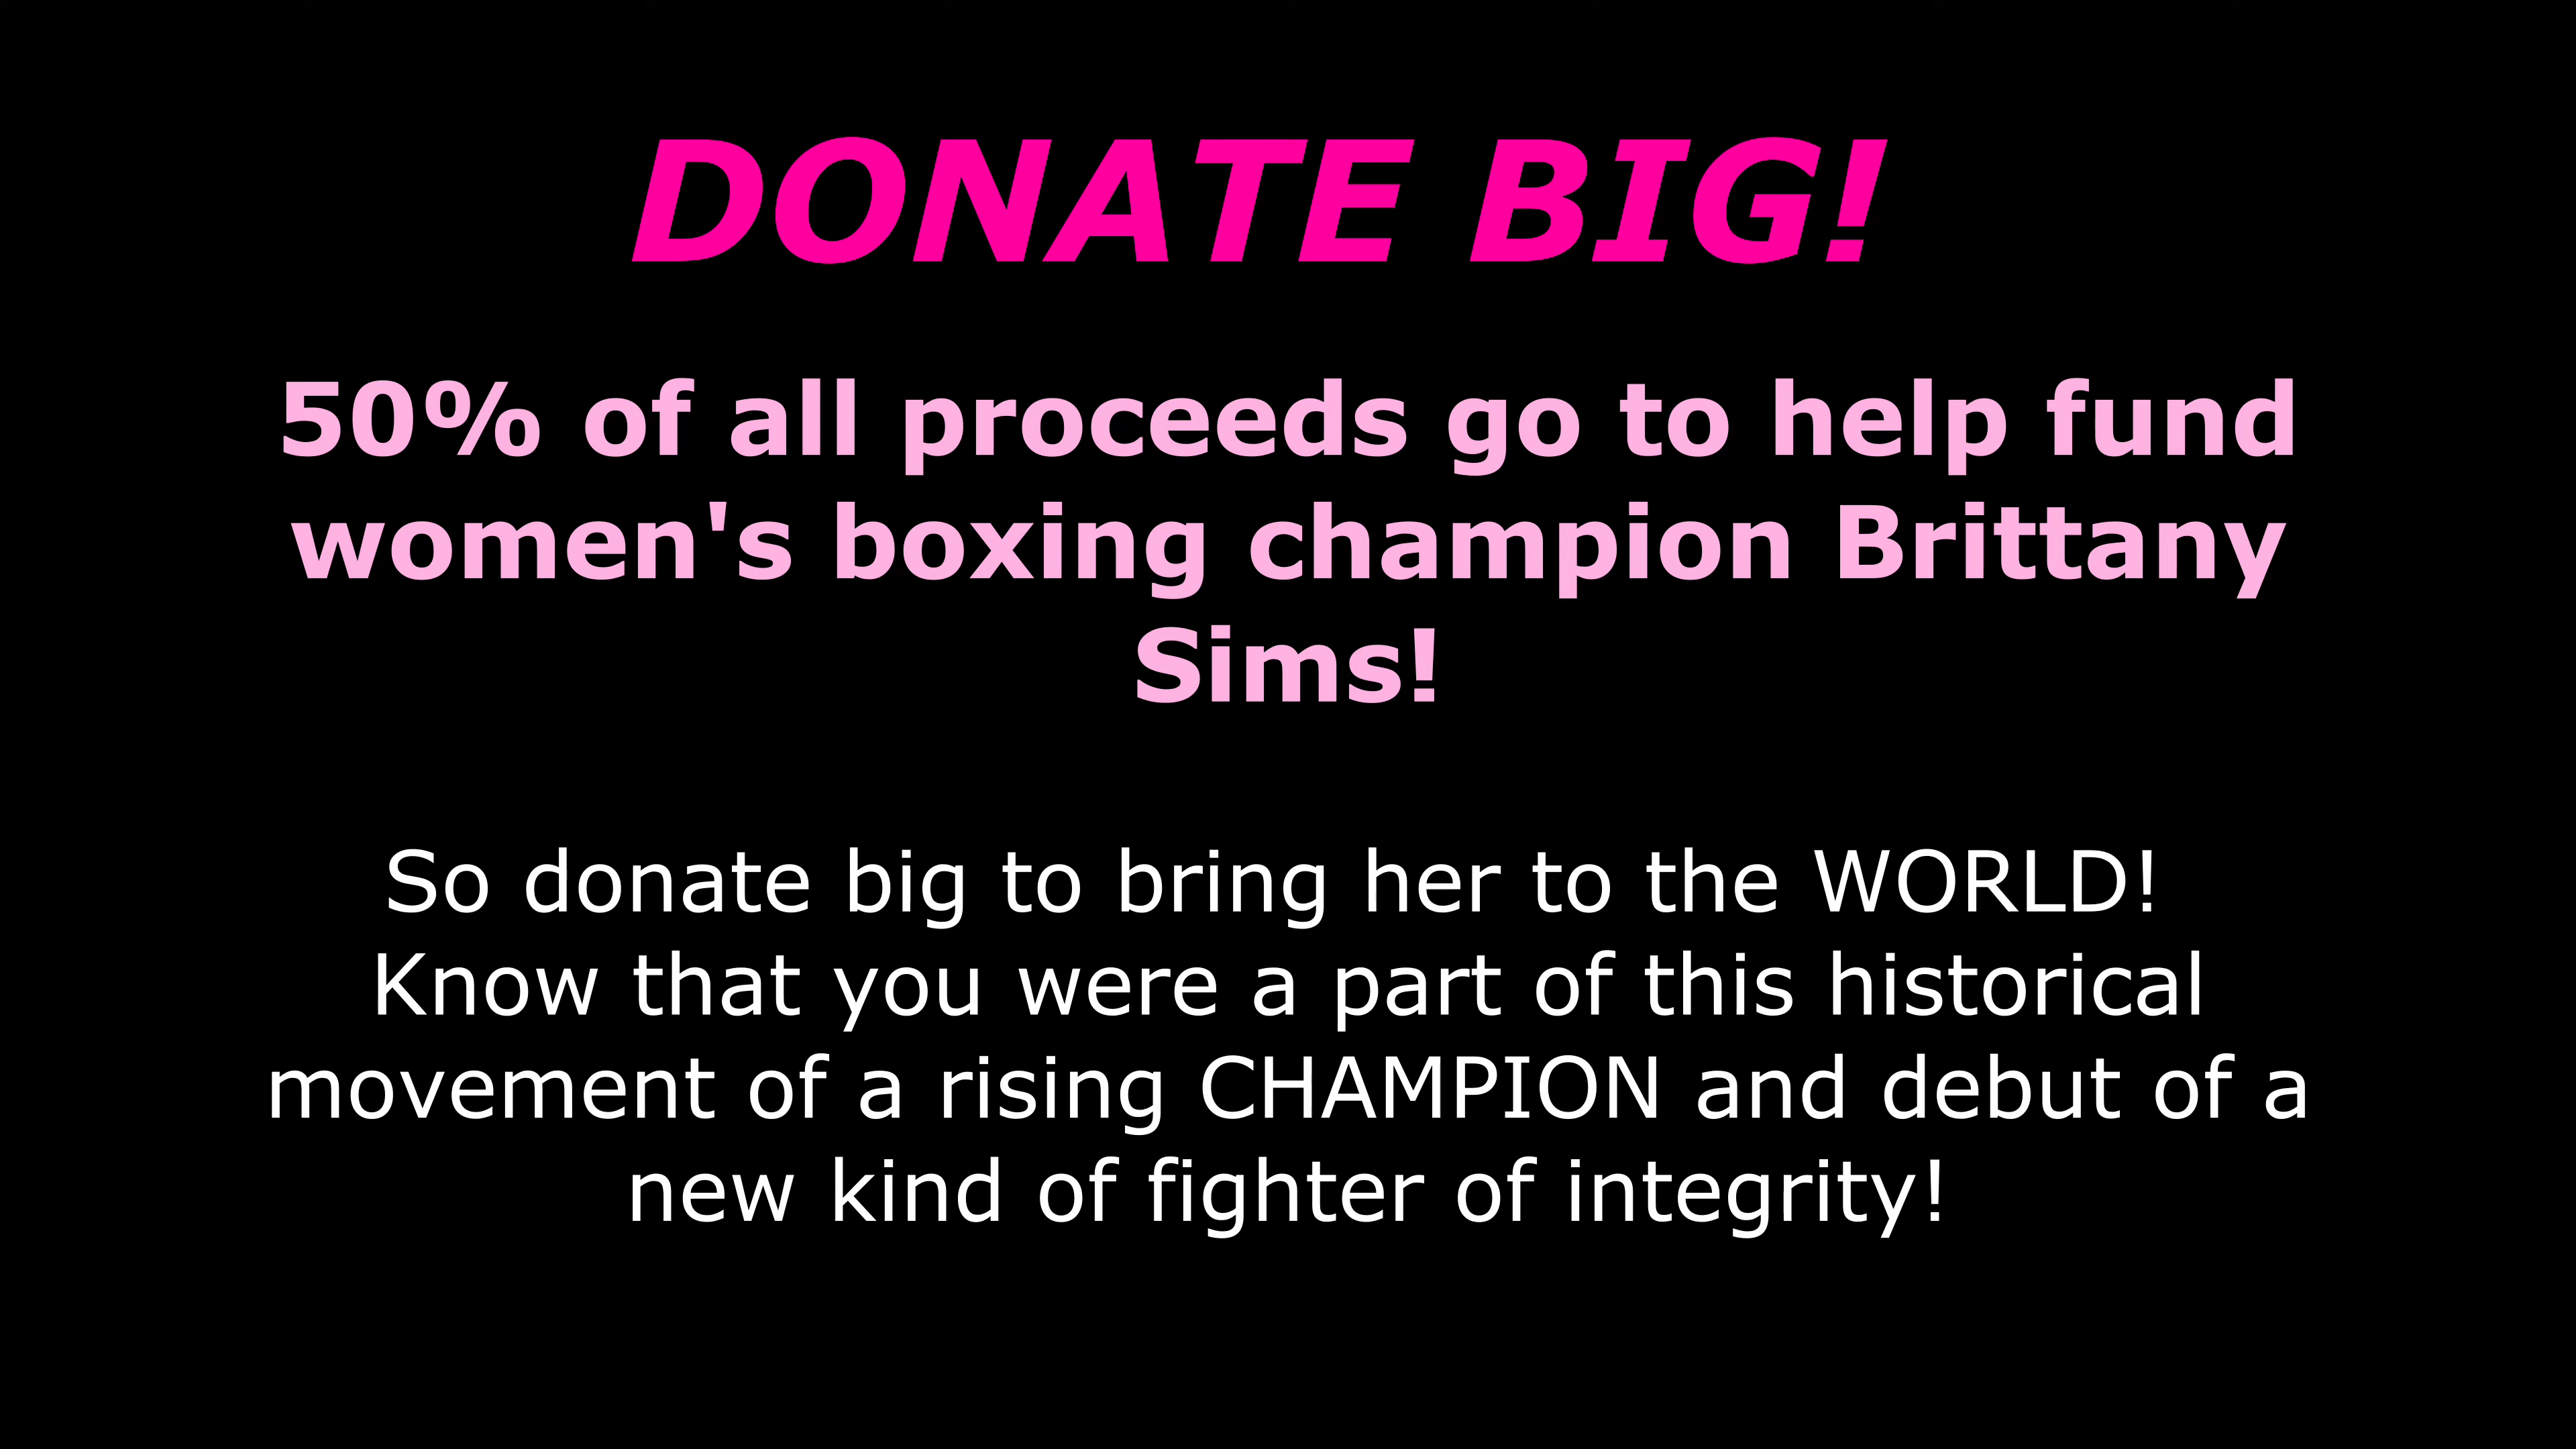 DONATE BIG!
50% of all proceeds go to help fund
women's boxing champion Brittany
Sims!
So donate big to bring her to the WORLD!
Know that you were a part of this historical
movement of a rising CHAMPION and debut of a
new kind of fighter of integrity!